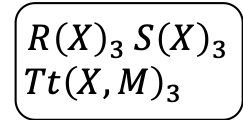 R(X)₃ S(X)₃
Tt(X, M)₃